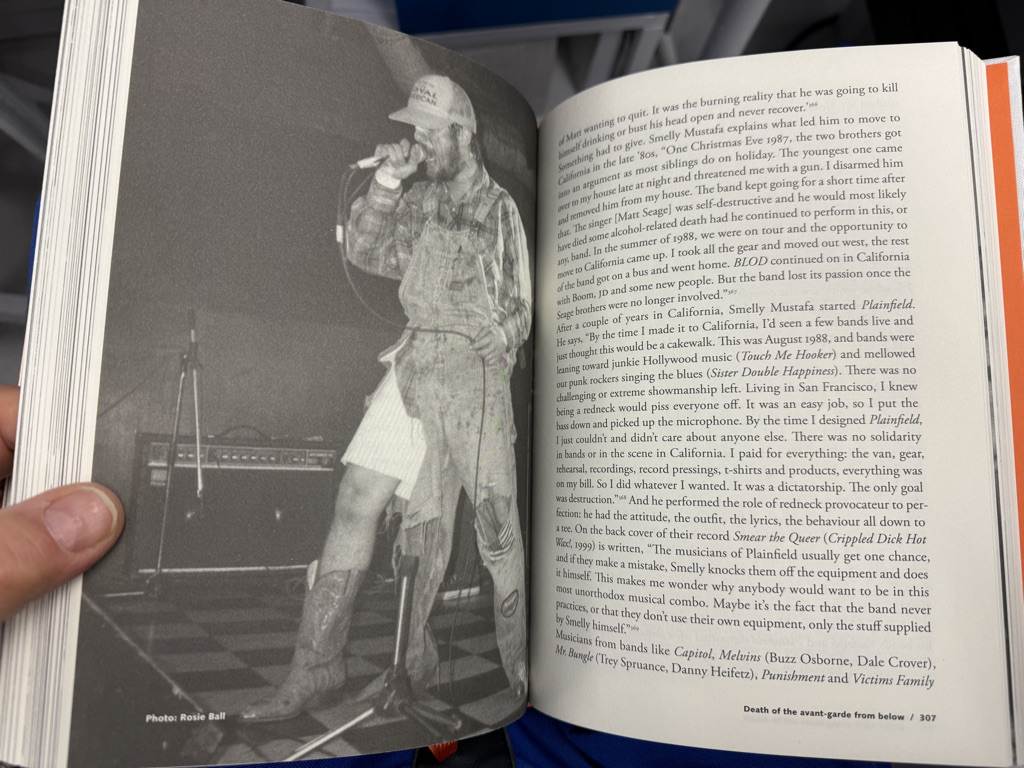 ROYAL
AMERICAN
Photo: Rosie Ball
of Matt wanting to quit. It was the burning reality that he was going to kill
himself drinking or bust his head open and never recover.’³⁶⁶
Something had to give. Smelly Mustafa explains what led him to move to
California in the late ’80s, “One Christmas Eve 1987, the two brothers got
into an argument as most siblings do on holiday. The youngest one came
over to my house late at night and threatened me with a gun. I disarmed him
and removed him from my house. The band kept going for a short time after
that. The singer [Matt Seage] was self-destructive and he would most likely
have died some alcohol-related death had he continued to perform in this, or
any, band. In the summer of 1988, we were on tour and the opportunity to
move to California came up. I took all the gear and moved out west, the rest
of the band got on a bus and went home. BLOD continued on in California
with Boom, JD and some new people. But the band lost its passion once the
Seage brothers were no longer involved.”³⁶⁷
After a couple of years in California, Smelly Mustafa started Plainfield.
He says, “By the time I made it to California, I’d seen a few bands live and
just thought this would be a cakewalk. This was August 1988, and bands were
leaning toward junkie Hollywood music (Touch Me Hooker) and mellowed
out punk rockers singing the blues (Sister Double Happiness). There was no
challenging or extreme showmanship left. Living in San Francisco, I knew
being a redneck would piss everyone off. It was an easy job, so I put the
bass down and picked up the microphone. By the time I designed Plainfield,
I just couldn’t and didn’t care about anyone else. There was no solidarity
in bands or in the scene in California. I paid for everything: the van, gear,
rehearsal, recordings, record pressings, t-shirts and products, everything was
on my bill. So I did whatever I wanted. It was a dictatorship. The only goal
was destruction.”³⁶⁸ And he performed the role of redneck provocateur to per-
fection: he had the attitude, the outfit, the lyrics, the behaviour all down to
a tee. On the back cover of their record Smear the Queer (Crippled Dick Hot
Wax!, 1999) is written, “The musicians of Plainfield usually get one chance,
and if they make a mistake, Smelly knocks them off the equipment and does
it himself. This makes me wonder why anybody would want to be in this
most unorthodox musical combo. Maybe it’s the fact that the band never
practices, or that they don’t use their own equipment, only the stuff supplied
by Smelly himself.”³⁶⁹
Musicians from bands like Capitol, Melvins (Buzz Osborne, Dale Crover),
Mr. Bungle (Trey Spruance, Danny Heifetz), Punishment and Victims Family
Death of the avant-garde from below / 307